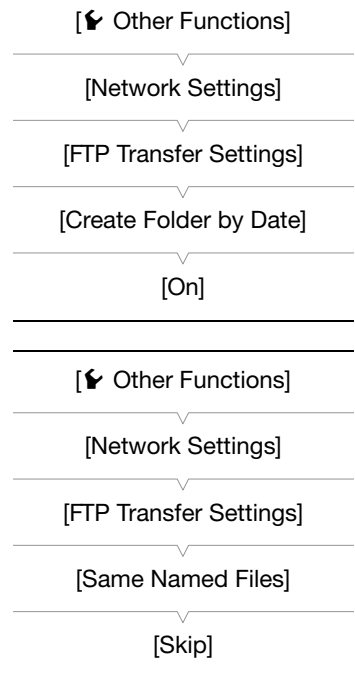 [ Other Functions]
[Network Settings]
[FTP Transfer Settings]
[Create Folder by Date]
[On]
[ Other Functions]
[Network Settings]
[FTP Transfer Settings]
[Same Named Files]
[Skip]